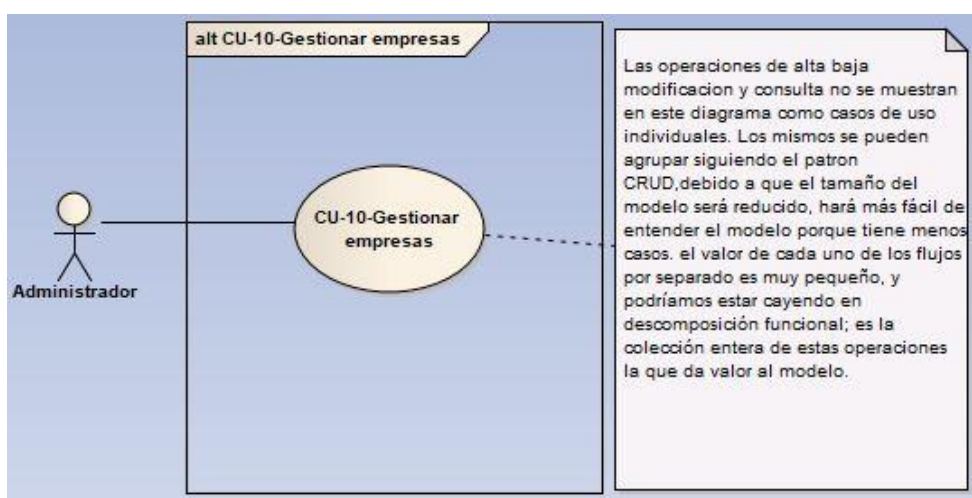 alt CU-10-Gestionar empresas
Administrador
CU-10-Gestionar
empresas
Las operaciones de alta baja
modificacion y consulta no se muestran
en este diagrama como casos de uso
individuales. Los mismos se pueden
agrupar siguiendo el patron
CRUD,debido a que el tamaño del
modelo será reducido, hará más fácil de
entender el modelo porque tiene menos
casos. el valor de cada uno de los flujos
por separado es muy pequeño, y
podríamos estar cayendo en
descomposición funcional; es la
colección entera de estas operaciones
la que da valor al modelo.